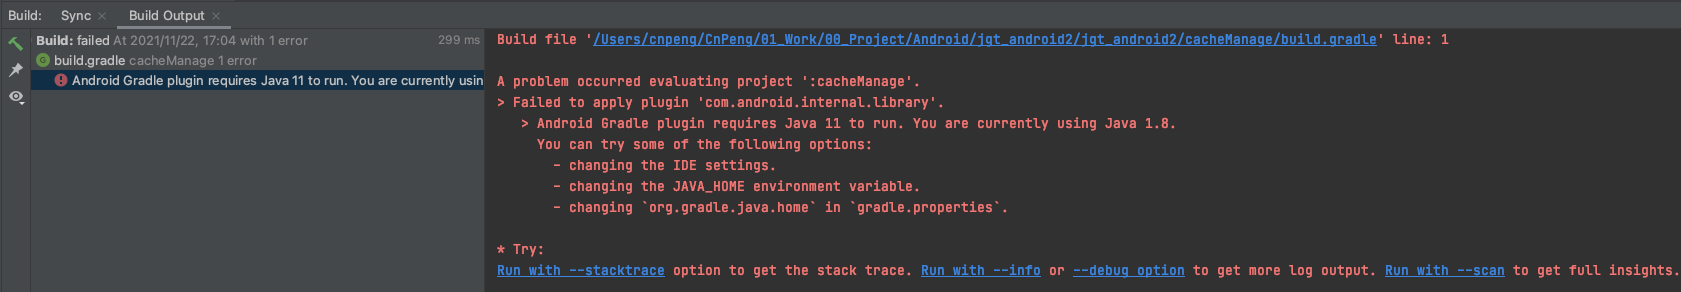 Build: Sync × Build Output ×
Build: failed At 2021/11/22, 17:04 with 1 error 299 ms
build.gradle cacheManage 1 error
Android Gradle plugin requires Java 11 to run. You are currently usin
Build file '/Users/cnpeng/CnPeng/01_Work/00_Project/Android/jgt_android2/jgt_android2/cacheManage/build.gradle' line: 1
A problem occurred evaluating project ':cacheManage'.
> Failed to apply plugin 'com.android.internal.library'.
> Android Gradle plugin requires Java 11 to run. You are currently using Java 1.8.
You can try some of the following options:
- changing the IDE settings.
- changing the JAVA_HOME environment variable.
- changing `org.gradle.java.home` in `gradle.properties`.
* Try:
Run with --stacktrace option to get the stack trace. Run with --info or --debug option to get more log output. Run with --scan to get full insights.